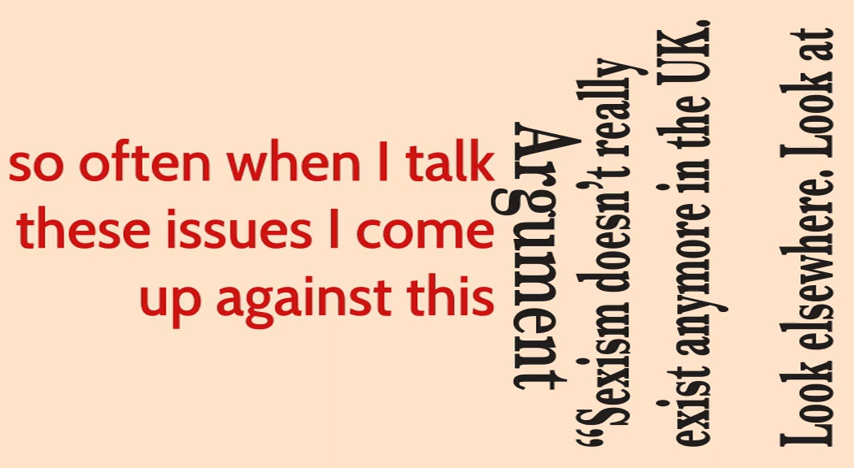 so often when I talk
these issues I come
up against this
Argument
“Sexism doesn’t really
exist anymore in the UK.
Look elsewhere. Look at